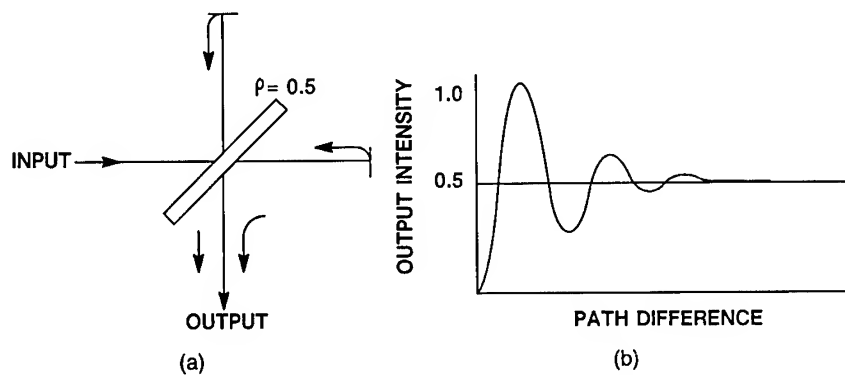 ρ = 0.5
INPUT
OUTPUT
(a)
OUTPUT INTENSITY
1.0
0.5
PATH DIFFERENCE
(b)